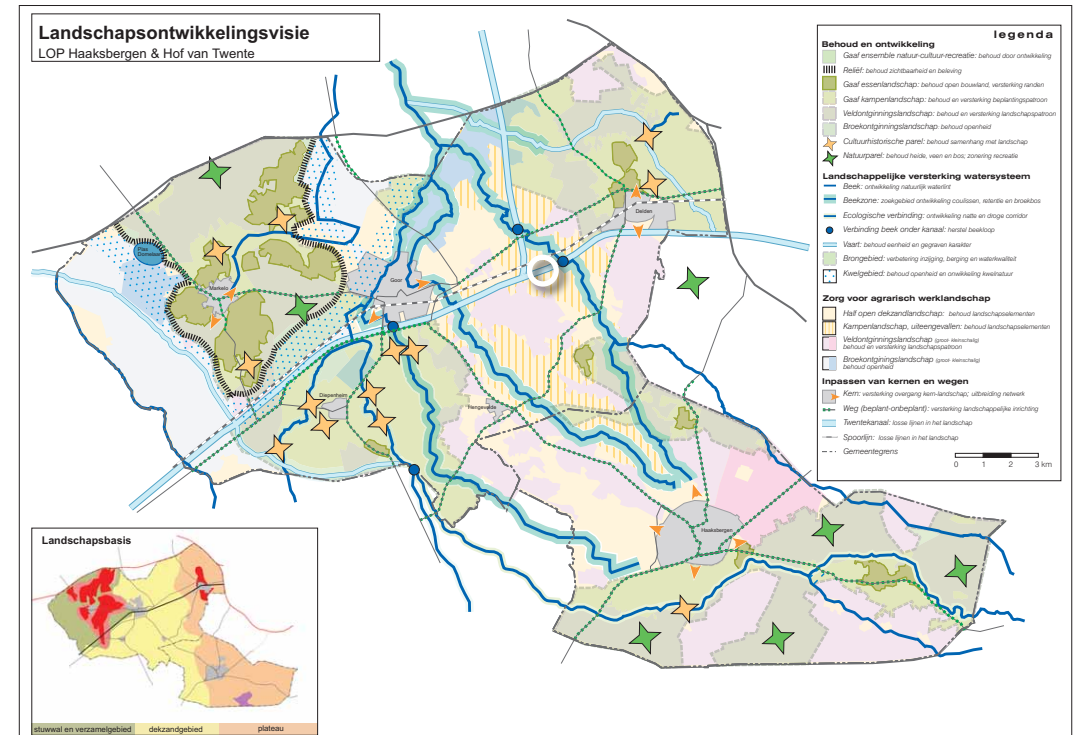 Landschapsontwikkelingsvisie
LOP Haaksbergen & Hof van Twente
legenda
Behoud en ontwikkeling
Gaaf ensemble natuur-cultuur-recreatie: behoud door ontwikkeling
Reliëf: behoud zichtbaarheid en beleving
Gaaf essenlandschap: behoud open bouwland, versterking randen
Gaaf kampenlandschap: behoud en versterking beplantingspatroon
Veldontginningslandschap: behoud en versterking landschapspatroon
Broekontginningslandschap: behoud openheid
Cultuurhistorische parel: behoud samenhang met landschap
Natuurparel: behoud heide, veen en bos; zonering recreatie
Landschappelijke versterking watersysteem
Beek: ontwikkeling natuurlijk waterlint
Beekzone: zoekgebied ontwikkeling coulissen, retentie en broekbos
Ecologische verbinding: ontwikkeling natte en droge corridor
Verbinding beek onder kanaal: herstel beekloop
Vaart: behoud eenheid en gegraven karakter
Brongebied: verbetering inzijging, berging en waterkwaliteit
Kwelgebied: behoud openheid en onwikkeling kwelnatuur
Zorg voor agrarisch werklandschap
Half open dekzandlandschap: behoud landschapselementen
Kampenlandschap, uiteengevallen: behoud landschapselementen
Veldontginningslandschap (groot- kleinschalig)
behoud en versterking landschapspatroon
Broekontginingslandschap (groot- kleinschalig)
behoud openheid
Inpassen van kernen en wegen
Kern: versterking overgang kern-landschap; uitbreiding netwerk
Weg (beplant-onbeplant): versterking landschappelijke inrichting
Twentekanaal: losse lijnen in het landschap
Spoorlijn: losse lijnen in het landschap
Gemeentegrens
0 1 2 3 km
Delden
Plas
Domelaar
Goor
Markelo
Diepenheim
Hengevelde
Haaksbergen
Landschapsbasis
stuwwal en verzamelgebied dekzandgebied plateau